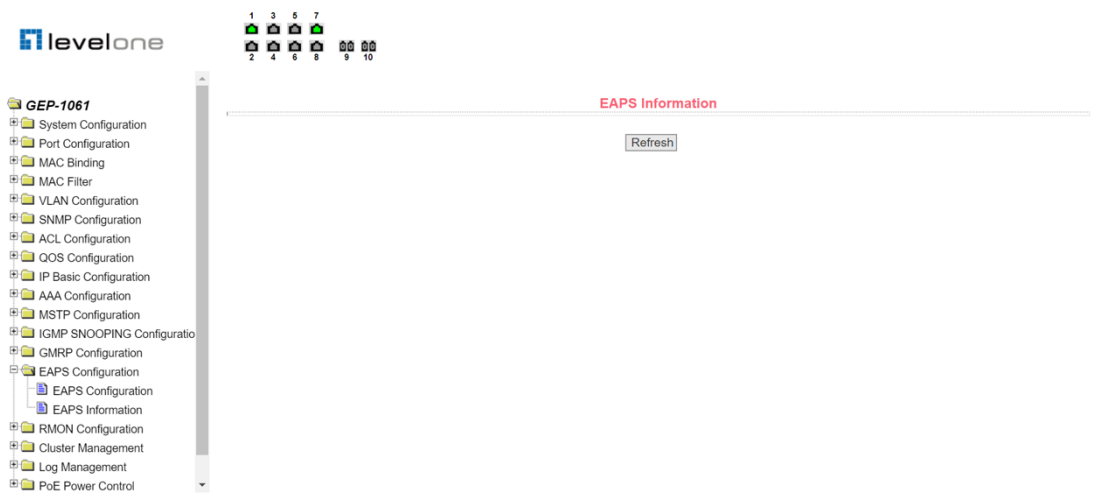 levelone
1 3 5 7
2 4 6 8 9 10
GEP-1061
System Configuration
Port Configuration
MAC Binding
MAC Filter
VLAN Configuration
SNMP Configuration
ACL Configuration
QOS Configuration
IP Basic Configuration
AAA Configuration
MSTP Configuration
IGMP SNOOPING Configuratio
GMRP Configuration
EAPS Configuration
EAPS Configuration
EAPS Information
RMON Configuration
Cluster Management
Log Management
PoE Power Control
EAPS Information
Refresh